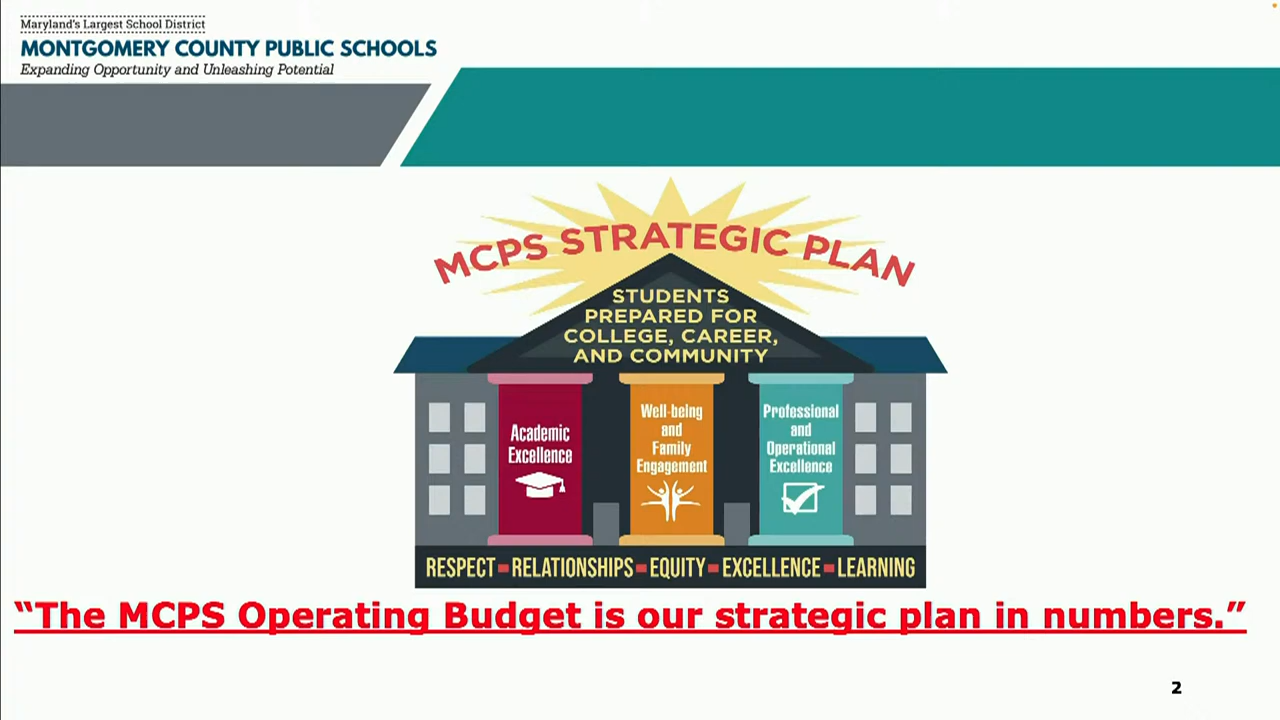 Maryland's Largest School District
MONTGOMERY COUNTY PUBLIC SCHOOLS
Expanding Opportunity and Unleashing Potential
MCPS STRATEGIC PLAN
STUDENTS
PREPARED FOR
COLLEGE, CAREER,
AND COMMUNITY
Academic
Excellence
Well-being
and
Family
Engagement
Professional
and
Operational
Excellence
RESPECT - RELATIONSHIPS - EQUITY - EXCELLENCE - LEARNING
“The MCPS Operating Budget is our strategic plan in numbers.”
2